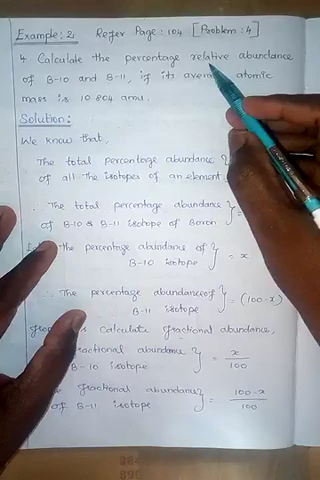 Example: 2 Refer Page: 104 [Problem: 4]
4. Calculate the percentage relative abundance
of B-10 and B-11, if its atomic
mass is 10.804 amu.
Solution:
We know that,
The total percentage abundance }
of all the isotopes of an element
∴ The total percentage abundance } =
of B-10 & B-11 isotope of Boron
the percentage abundance of } = x
B-10 isotope
∴ The percentage abundance of } = (100-x)
B-11 isotope
calculate fractional abundance,
fractional abundance } = x/100
B-10 isotope
fractional abundance } = 100-x/100
of B-11 isotope